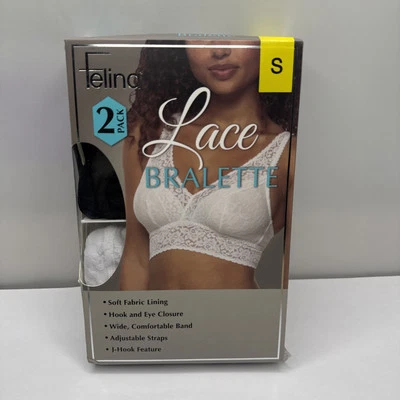 Felina
S
2
PACK
Lace
BRALETTE
• Soft Fabric Lining
• Hook and Eye Closure
• Wide, Comfortable Band
• Adjustable Straps
• J-Hook Feature